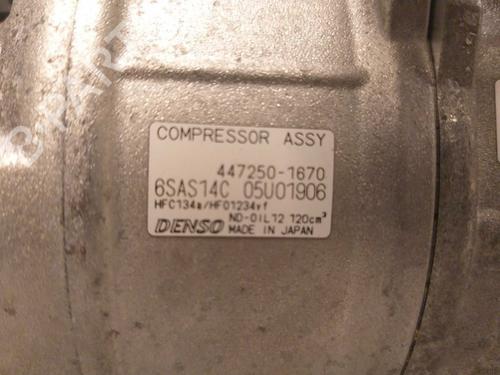 COMPRESSOR ASSY
447250-1670
6SAS14C 05U01906
HFC134a/HFO1234yf
ND-OIL12 120cm³
DENSO MADE IN JAPAN